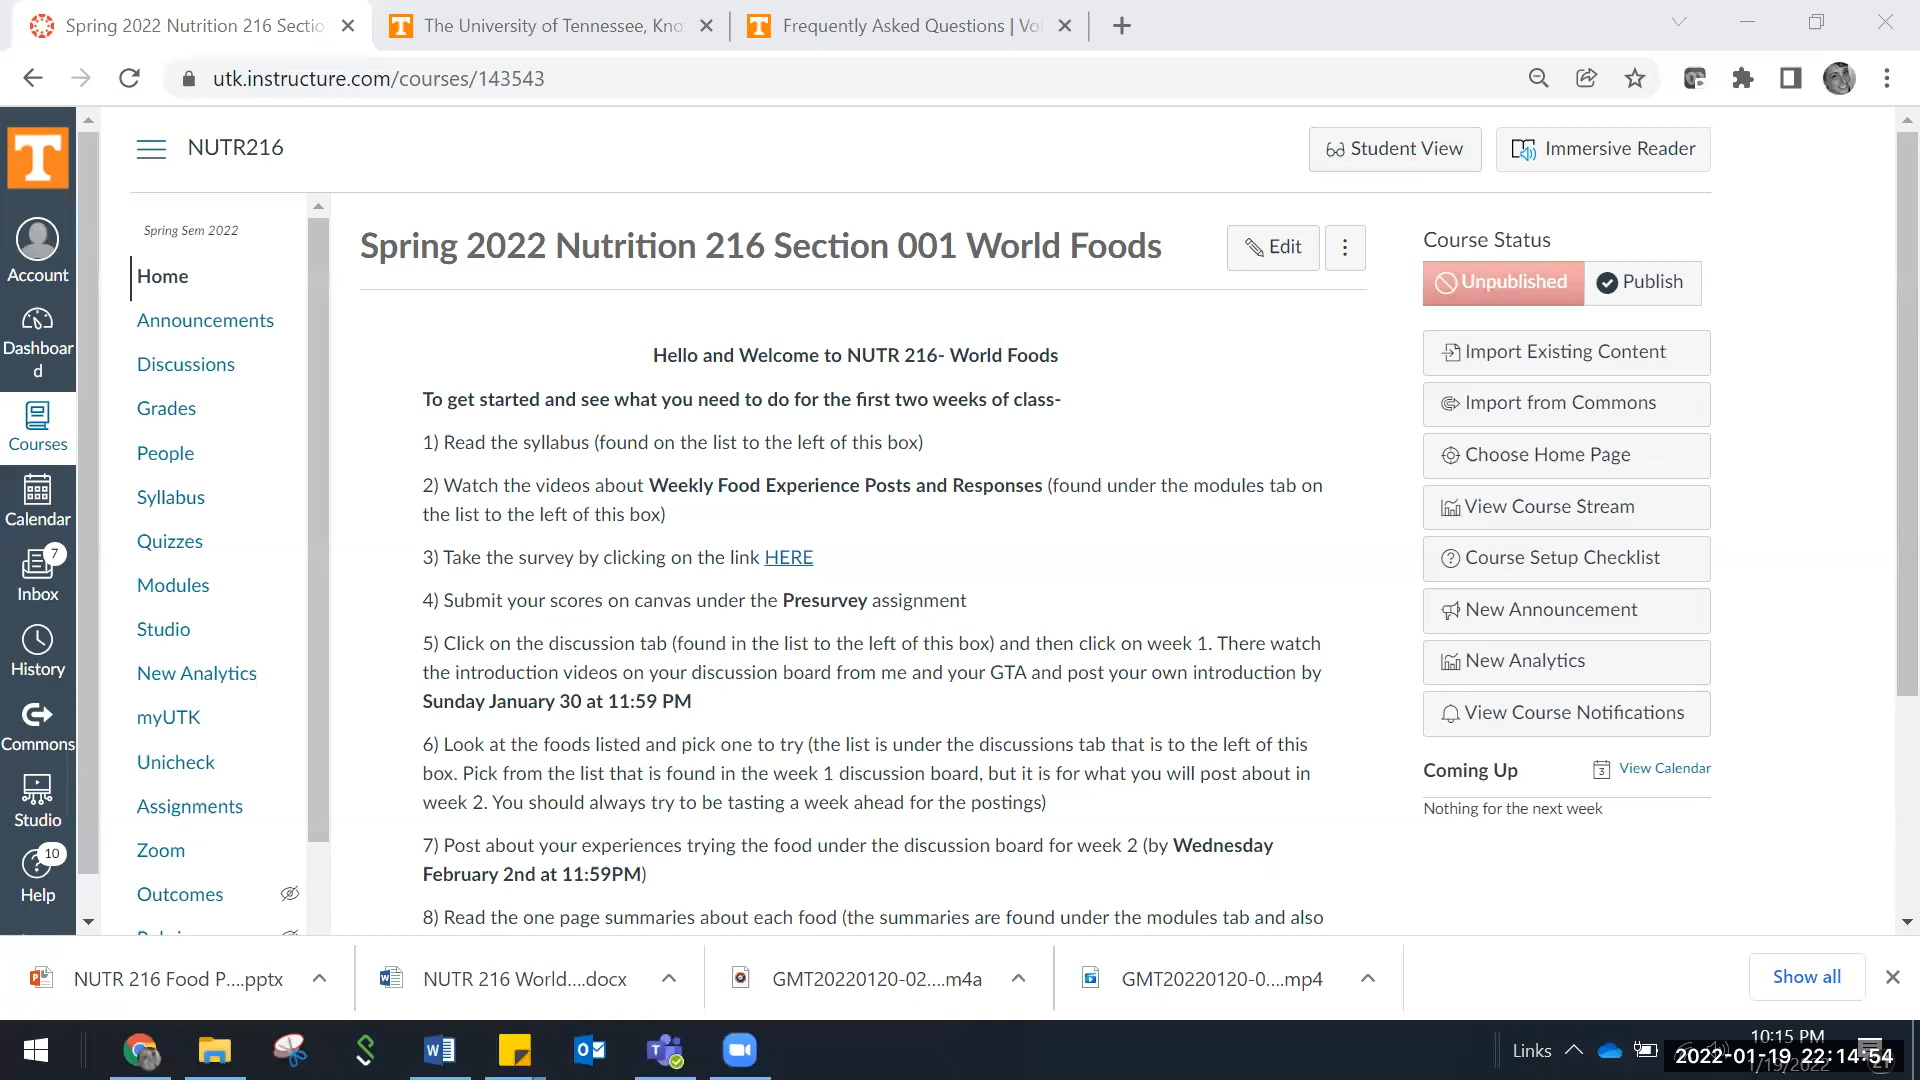 Spring 2022 Nutrition 216 Sectio
The University of Tennessee, Kno
Frequently Asked Questions | Vol
utk.instructure.com/courses/143543
NUTR216
Student View
Immersive Reader
T
Account
Dashboar
d
Courses
Calendar
7
Inbox
History
Commons
Studio
10
Help
Spring Sem 2022
Home
Announcements
Discussions
Grades
People
Syllabus
Quizzes
Modules
Studio
New Analytics
myUTK
Unicheck
Assignments
Zoom
Outcomes
Spring 2022 Nutrition 216 Section 001 World Foods
Edit
Hello and Welcome to NUTR 216- World Foods
To get started and see what you need to do for the first two weeks of class-
1) Read the syllabus (found on the list to the left of this box)
2) Watch the videos about Weekly Food Experience Posts and Responses (found under the modules tab on
the list to the left of this box)
3) Take the survey by clicking on the link HERE
4) Submit your scores on canvas under the Presurvey assignment
5) Click on the discussion tab (found in the list to the left of this box) and then click on week 1. There watch
the introduction videos on your discussion board from me and your GTA and post your own introduction by
Sunday January 30 at 11:59 PM
6) Look at the foods listed and pick one to try (the list is under the discussions tab that is to the left of this
box. Pick from the list that is found in the week 1 discussion board, but it is for what you will post about in
week 2. You should always try to be tasting a week ahead for the postings)
7) Post about your experiences trying the food under the discussion board for week 2 (by Wednesday
February 2nd at 11:59PM)
8) Read the one page summaries about each food (the summaries are found under the modules tab and also
Course Status
Unpublished
Publish
Import Existing Content
Import from Commons
Choose Home Page
View Course Stream
Course Setup Checklist
New Announcement
New Analytics
View Course Notifications
Coming Up
3 View Calendar
Nothing for the next week
NUTR 216 Food P....pptx
NUTR 216 World....docx
GMT20220120-02....m4a
GMT20220120-0....mp4
Show all
Links
10:15 PM
2022-01-19 22:14:54
1/19/2022